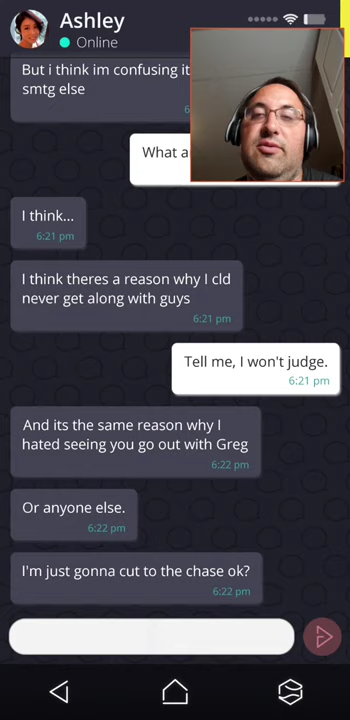 Ashley
Online
But i think im confusing it
smtg else
6
What a
I think...
6:21 pm
I think theres a reason why I cld
never get along with guys
6:21 pm
Tell me, I won't judge.
6:21 pm
And its the same reason why I
hated seeing you go out with Greg
6:22 pm
Or anyone else.
6:22 pm
I'm just gonna cut to the chase ok?
6:22 pm